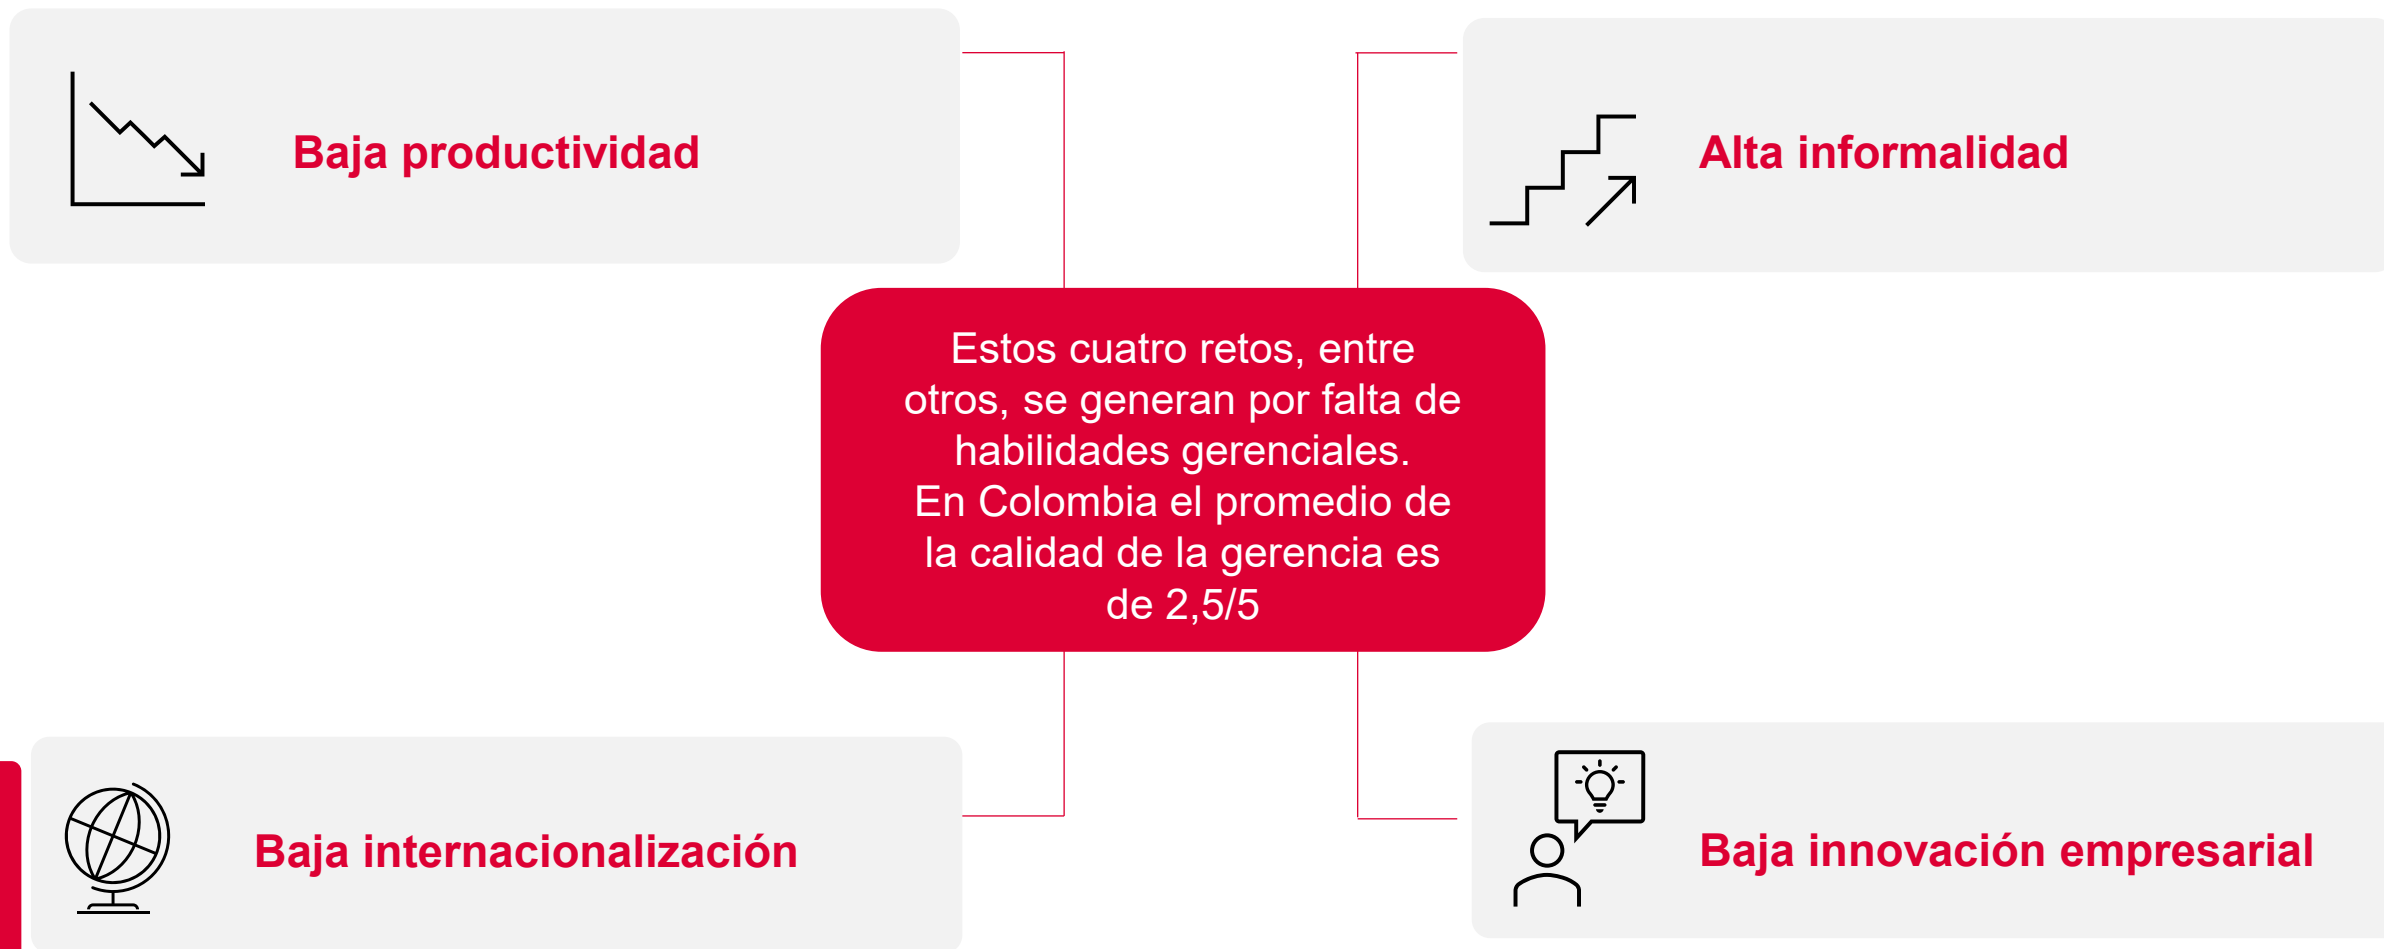 Baja productividad
Alta informalidad
Estos cuatro retos, entre
otros, se generan por falta de
habilidades gerenciales.
En Colombia el promedio de
la calidad de la gerencia es
de 2,5/5
Baja internacionalización
Baja innovación empresarial